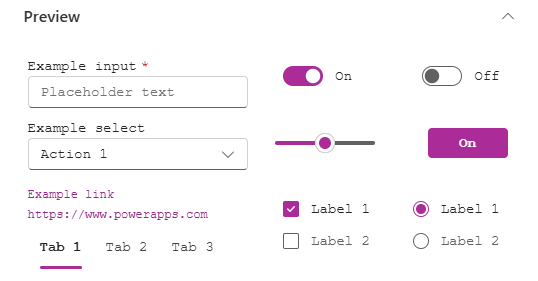 Preview
Example input *
Placeholder text
On
Off
Example select
Action 1
On
Example link
https://www.powerapps.com
Label 1
Label 1
Tab 1 Tab 2 Tab 3
Label 2
Label 2